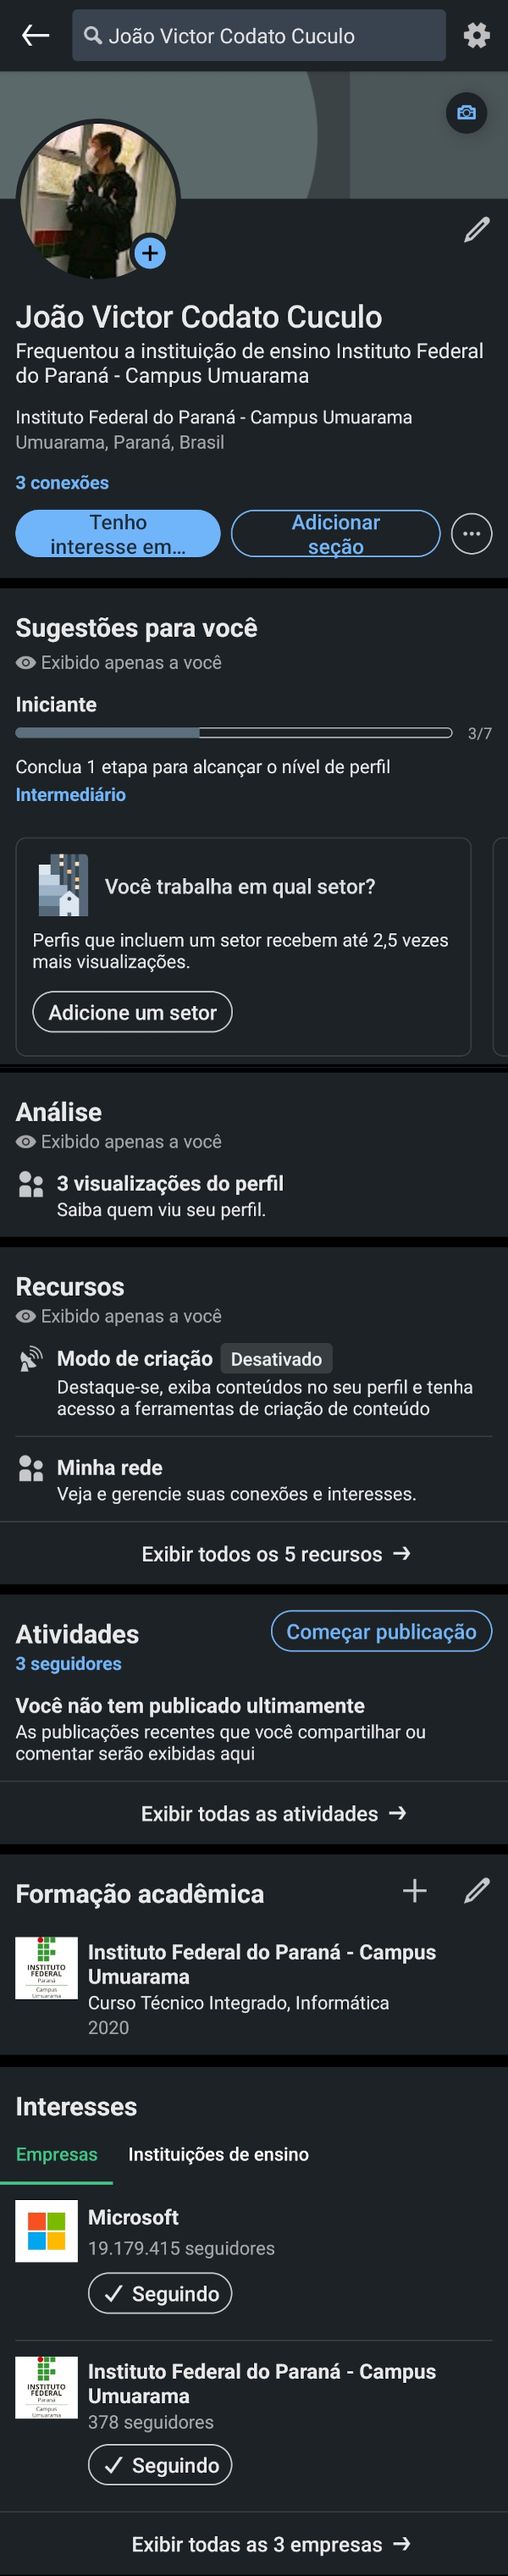 João Victor Codato Cuculo
João Victor Codato Cuculo
Frequentou a instituição de ensino Instituto Federal
do Paraná - Campus Umuarama
Instituto Federal do Paraná - Campus Umuarama
Umuarama, Paraná, Brasil
3 conexões
Tenho
interesse em...
Adicionar
seção
Sugestões para você
Exibido apenas a você
Iniciante
3/7
Conclua 1 etapa para alcançar o nível de perfil
Intermediário
Você trabalha em qual setor?
Perfis que incluem um setor recebem até 2,5 vezes
mais visualizações.
Adicione um setor
Análise
Exibido apenas a você
3 visualizações do perfil
Saiba quem viu seu perfil.
Recursos
Exibido apenas a você
Modo de criação Desativado
Destaque-se, exiba conteúdos no seu perfil e tenha
acesso a ferramentas de criação de conteúdo
Minha rede
Veja e gerencie suas conexões e interesses.
Exibir todos os 5 recursos →
Atividades
Começar publicação
3 seguidores
Você não tem publicado ultimamente
As publicações recentes que você compartilhar ou
comentar serão exibidas aqui
Exibir todas as atividades →
Formação acadêmica
INSTITUTO
FEDERAL
Paraná
Campus
Umuarama
Instituto Federal do Paraná - Campus
Umuarama
Curso Técnico Integrado, Informática
2020
Interesses
Empresas
Instituições de ensino
Microsoft
19.179.415 seguidores
✓ Seguindo
INSTITUTO
FEDERAL
Paraná
Campus
Umuarama
Instituto Federal do Paraná - Campus
Umuarama
378 seguidores
✓ Seguindo
Exibir todas as 3 empresas →